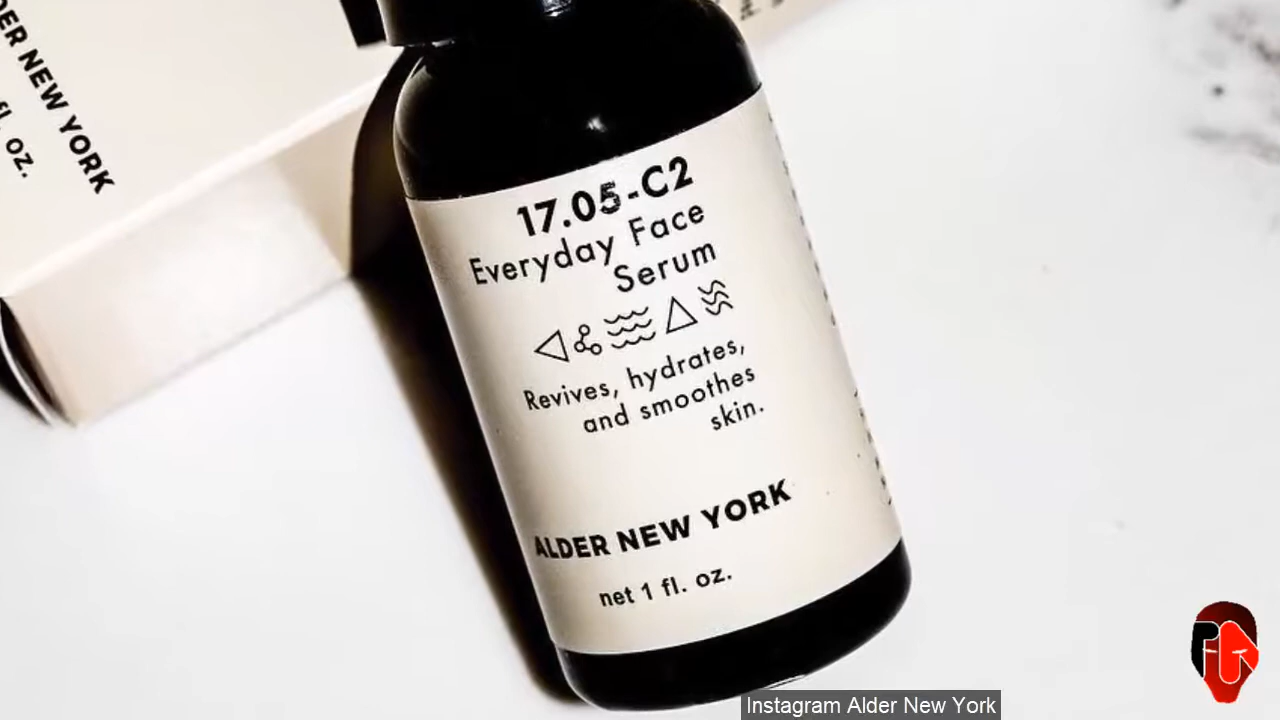 ALDER NEW YORK
fl. oz.
17.05-C2
Everyday Face
Serum
Revives, hydrates,
and smoothes
skin.
ALDER NEW YORK
net 1 fl. oz.
Instagram Alder New York